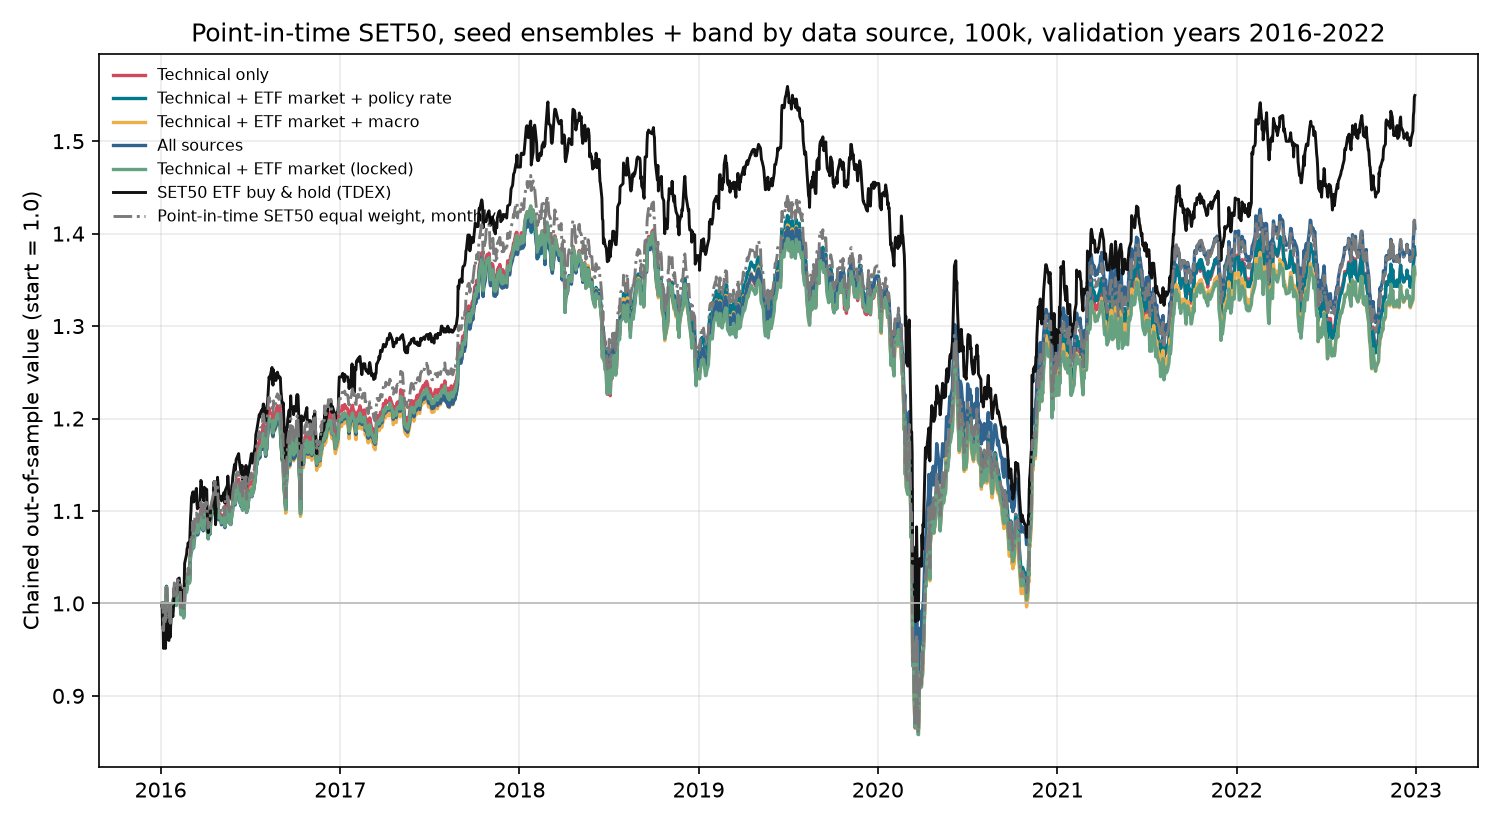 Point-in-time SET50, seed ensembles + band by data source, 100k, validation years 2016-2022
Technical only
Technical + ETF market + policy rate
Technical + ETF market + macro
All sources
Technical + ETF market (locked)
SET50 ETF buy & hold (TDEX)
Point-in-time SET50 equal weight,
Chained out-of-sample value (start = 1.0)
1.5
1.4
1.3
1.2
1.1
1.0
0.9
2016
2017
2018
2019
2020
2021
2022
2023